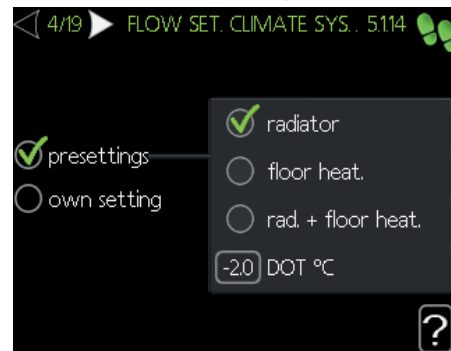 4/19 FLOW SET. CLIMATE SYS.. 5.1.14
radiator
presettings
floor heat.
own setting
rad. + floor heat.
-2.0 DOT °C
?